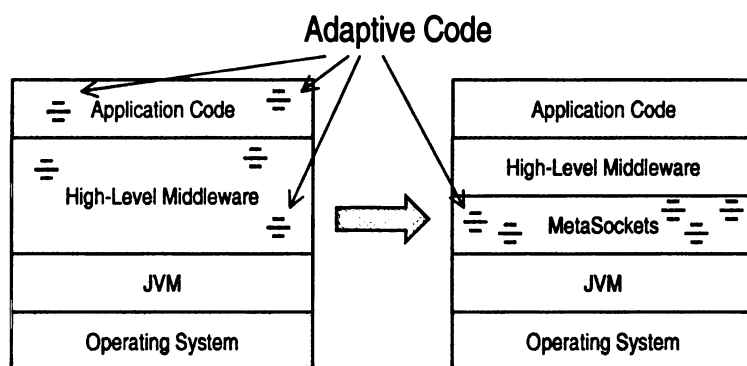 Adaptive Code
Application Code
High-Level Middleware
JVM
Operating System
Application Code
High-Level Middleware
MetaSockets
JVM
Operating System